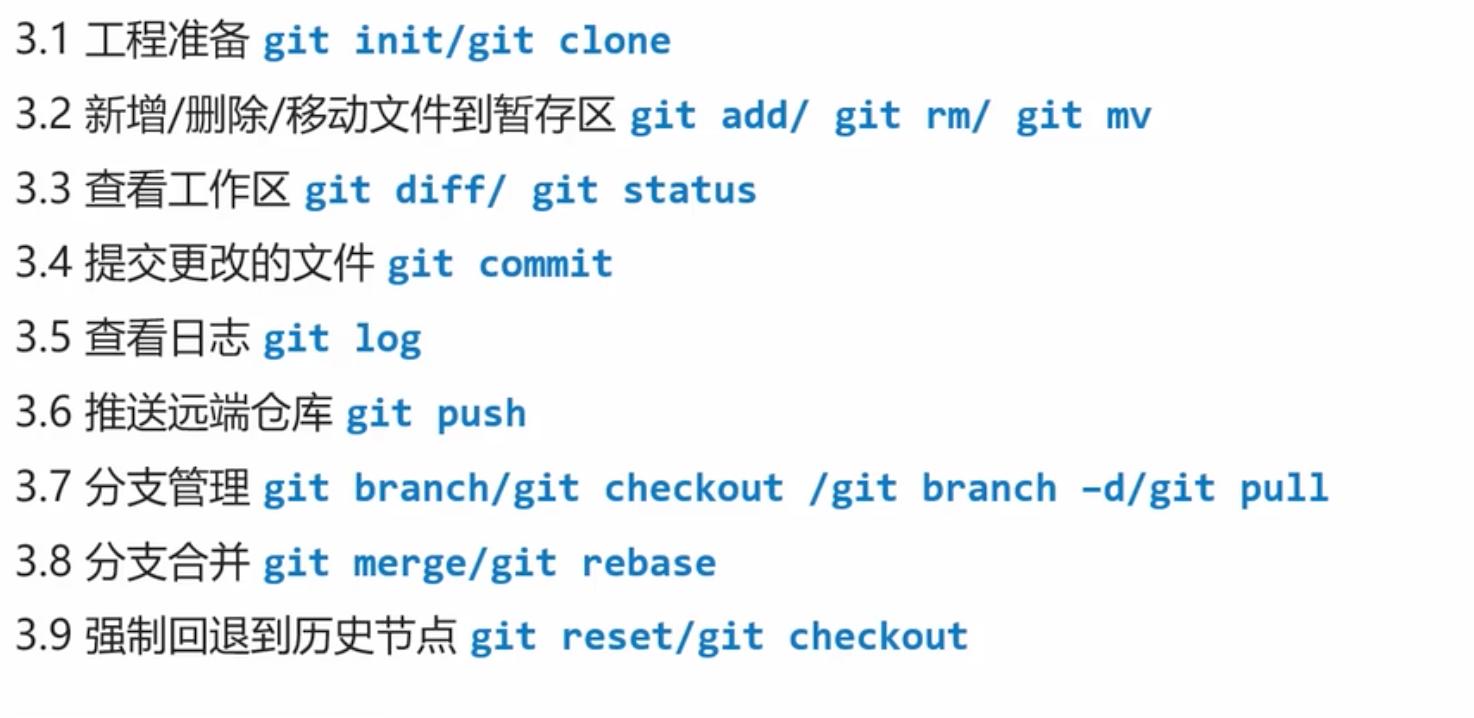 3.1 工程准备 git init/git clone
3.2 新增/删除/移动文件到暂存区 git add/ git rm/ git mv
3.3 查看工作区 git diff/ git status
3.4 提交更改的文件 git commit
3.5 查看日志 git log
3.6 推送远端仓库 git push
3.7 分支管理 git branch/git checkout /git branch –d/git pull
3.8 分支合并 git merge/git rebase
3.9 强制回退到历史节点 git reset/git checkout